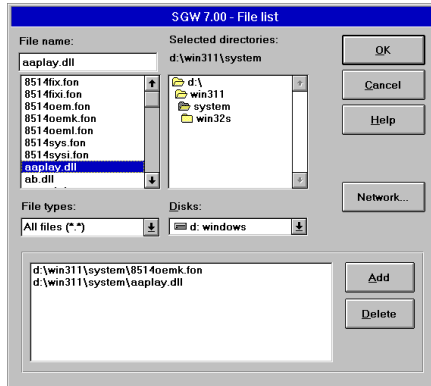 SGW 7.00 - File list
File name:
aaplay.dll
8514fix.fon
8514fixi.fon
8514oem.fon
8514oemk.fon
8514oeml.fon
8514sys.fon
8514sysi.fon
aaplay.dll
ab.dll
Selected directories:
d:\win311\system
d:\
win311
system
win32s
OK
Cancel
Help
Network...
File types:
All files (*.*)
Disks:
d: windows
d:\win311\system\8514oemk.fon
d:\win311\system\aaplay.dll
Add
Delete